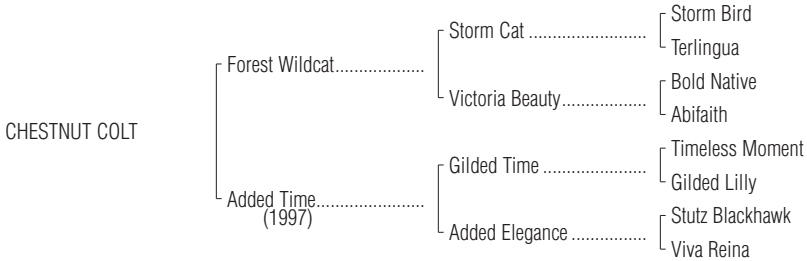 Storm Bird
Storm Cat ........................
Terlingua
Forest Wildcat...................
Bold Native
Victoria Beauty..................
Abifaith
CHESTNUT COLT
Timeless Moment
Gilded Time ......................
Gilded Lilly
Added Time.......................
(1997)
Stutz Blackhawk
Added Elegance ................
Viva Reina